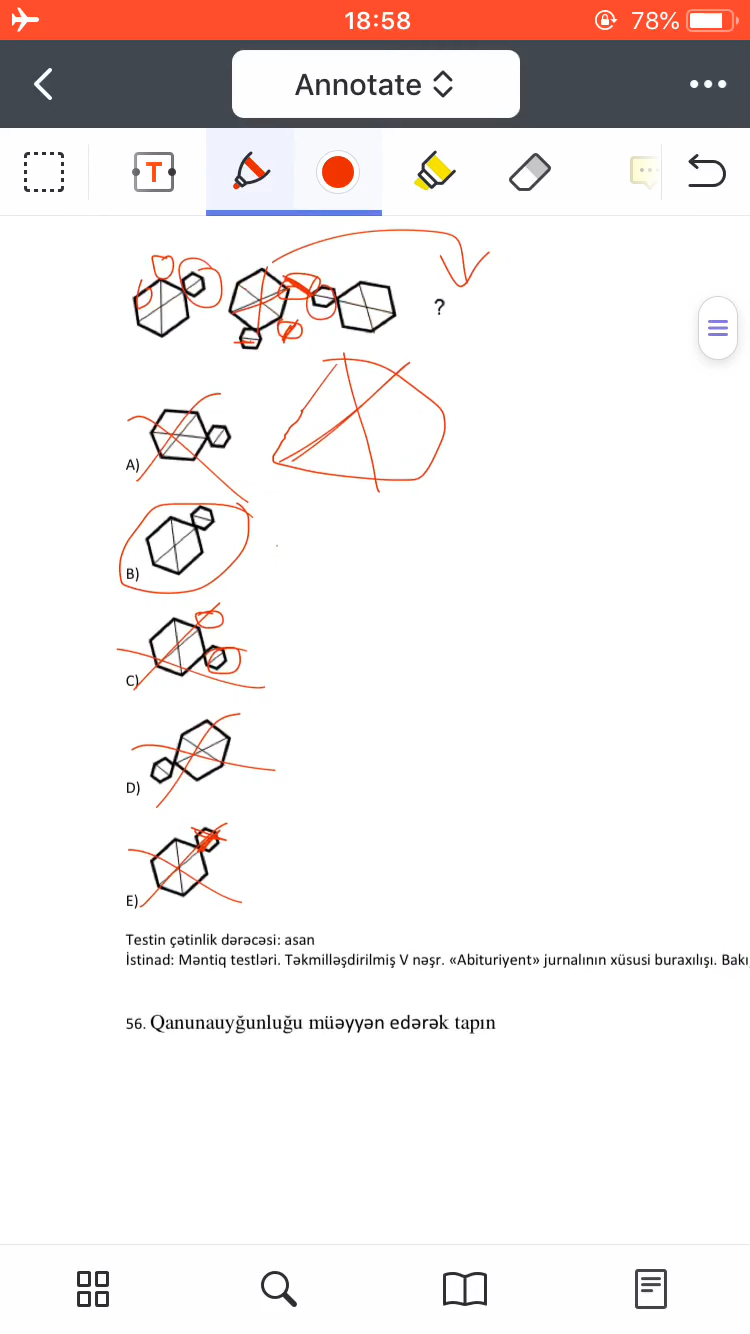 18:58
78%
Annotate
T
?
A)
B)
C)
D)
E)
Testin çətinlik dərəcəsi: asan
İstinad: Məntiq testləri. Təkmilləşdirilmiş V nəşr. «Abituriyent» jurnalının xüsusi buraxılışı. Bakı,
56. Qanunauyğunluğu müəyyən edərək tapın